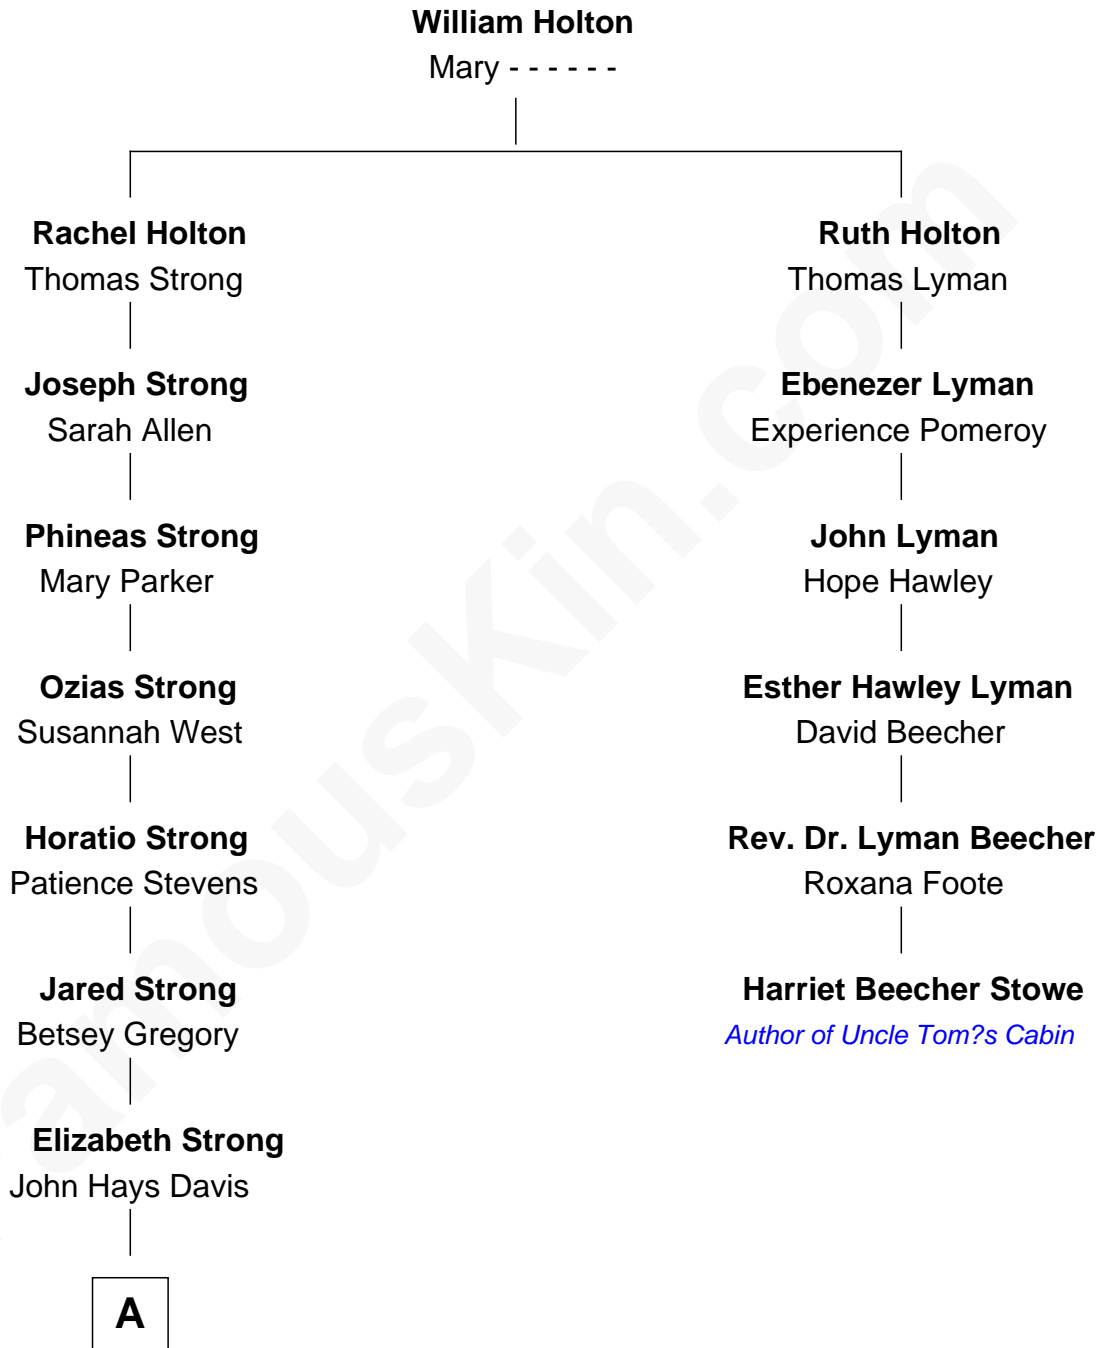 William Holton
Mary - - - - - -
Rachel Holton
Thomas Strong
Ruth Holton
Thomas Lyman
Joseph Strong
Sarah Allen
Ebenezer Lyman
Experience Pomeroy
Phineas Strong
Mary Parker
John Lyman
Hope Hawley
Ozias Strong
Susannah West
Esther Hawley Lyman
David Beecher
Horatio Strong
Patience Stevens
Rev. Dr. Lyman Beecher
Roxana Foote
Jared Strong
Betsey Gregory
Harriet Beecher Stowe
Author of Uncle Tom?s Cabin
Elizabeth Strong
John Hays Davis
A
amousKin.com